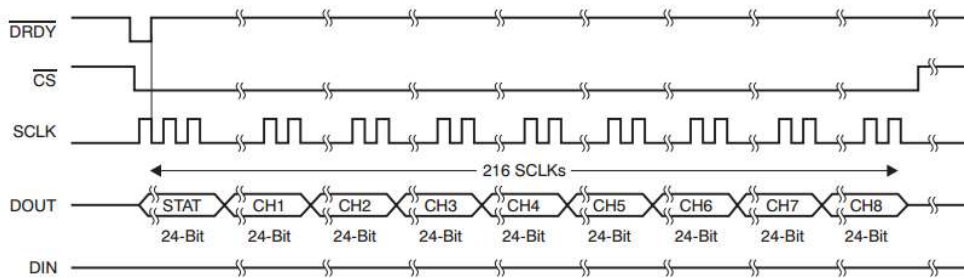 DRDY
CS
SCLK
216 SCLKs
DOUT STAT CH1 CH2 CH3 CH4 CH5 CH6 CH7 CH8
24-Bit 24-Bit 24-Bit 24-Bit 24-Bit 24-Bit 24-Bit 24-Bit 24-Bit
DIN